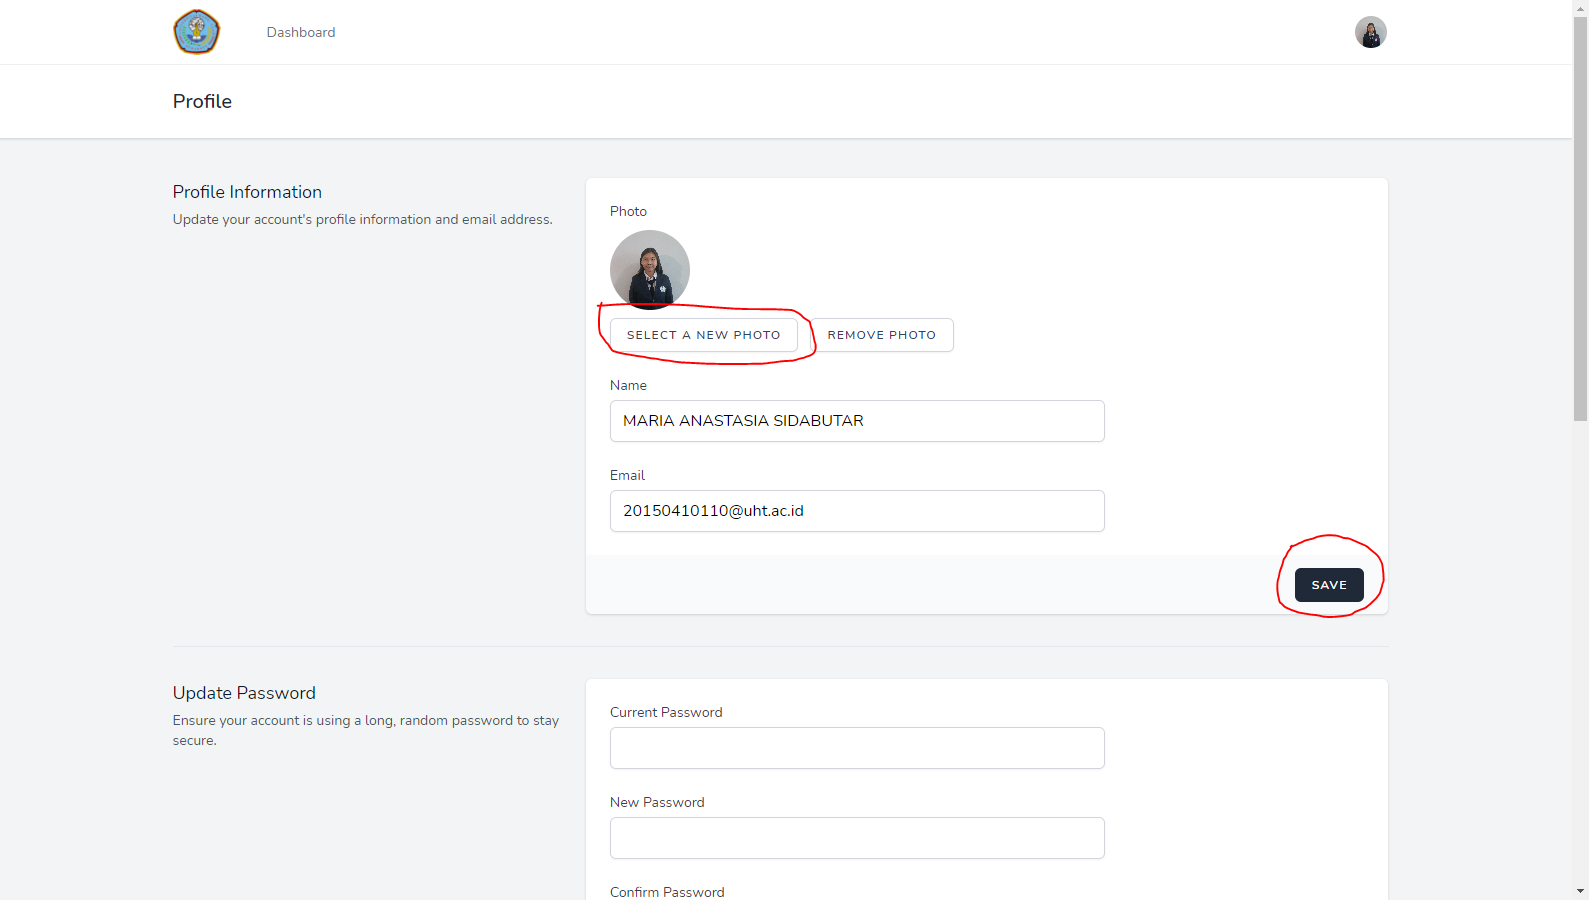 Dashboard
Profile
Profile Information
Update your account's profile information and email address.
Photo
SELECT A NEW PHOTO
REMOVE PHOTO
Name
MARIA ANASTASIA SIDABUTAR
Email
20150410110@uht.ac.id
SAVE
Update Password
Ensure your account is using a long, random password to stay
secure.
Current Password
New Password
Confirm Password